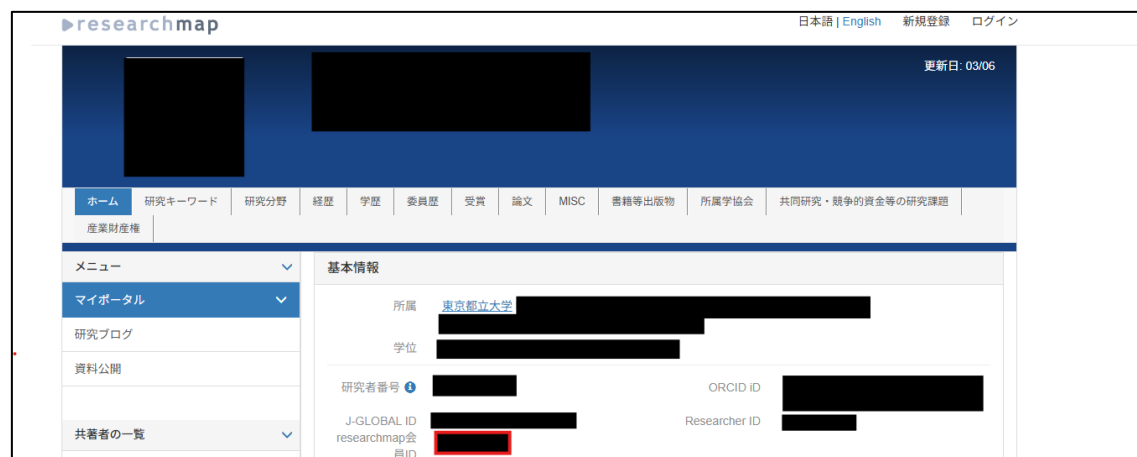 researchmap
日本語 | English 新規登録 ログイン
更新日: 03/06
ホーム 研究キーワード 研究分野 経歴 学歴 委員歴 受賞 論文 MISC 書籍等出版物 所属学協会 共同研究・競争的資金等の研究課題
産業財産権
メニュー
マイポータル
研究ブログ
資料公開
共著者の一覧
基本情報
所属 東京都立大学
学位
研究者番号 ORCID iD
J-GLOBAL ID Researcher ID
researchmap会
員ID